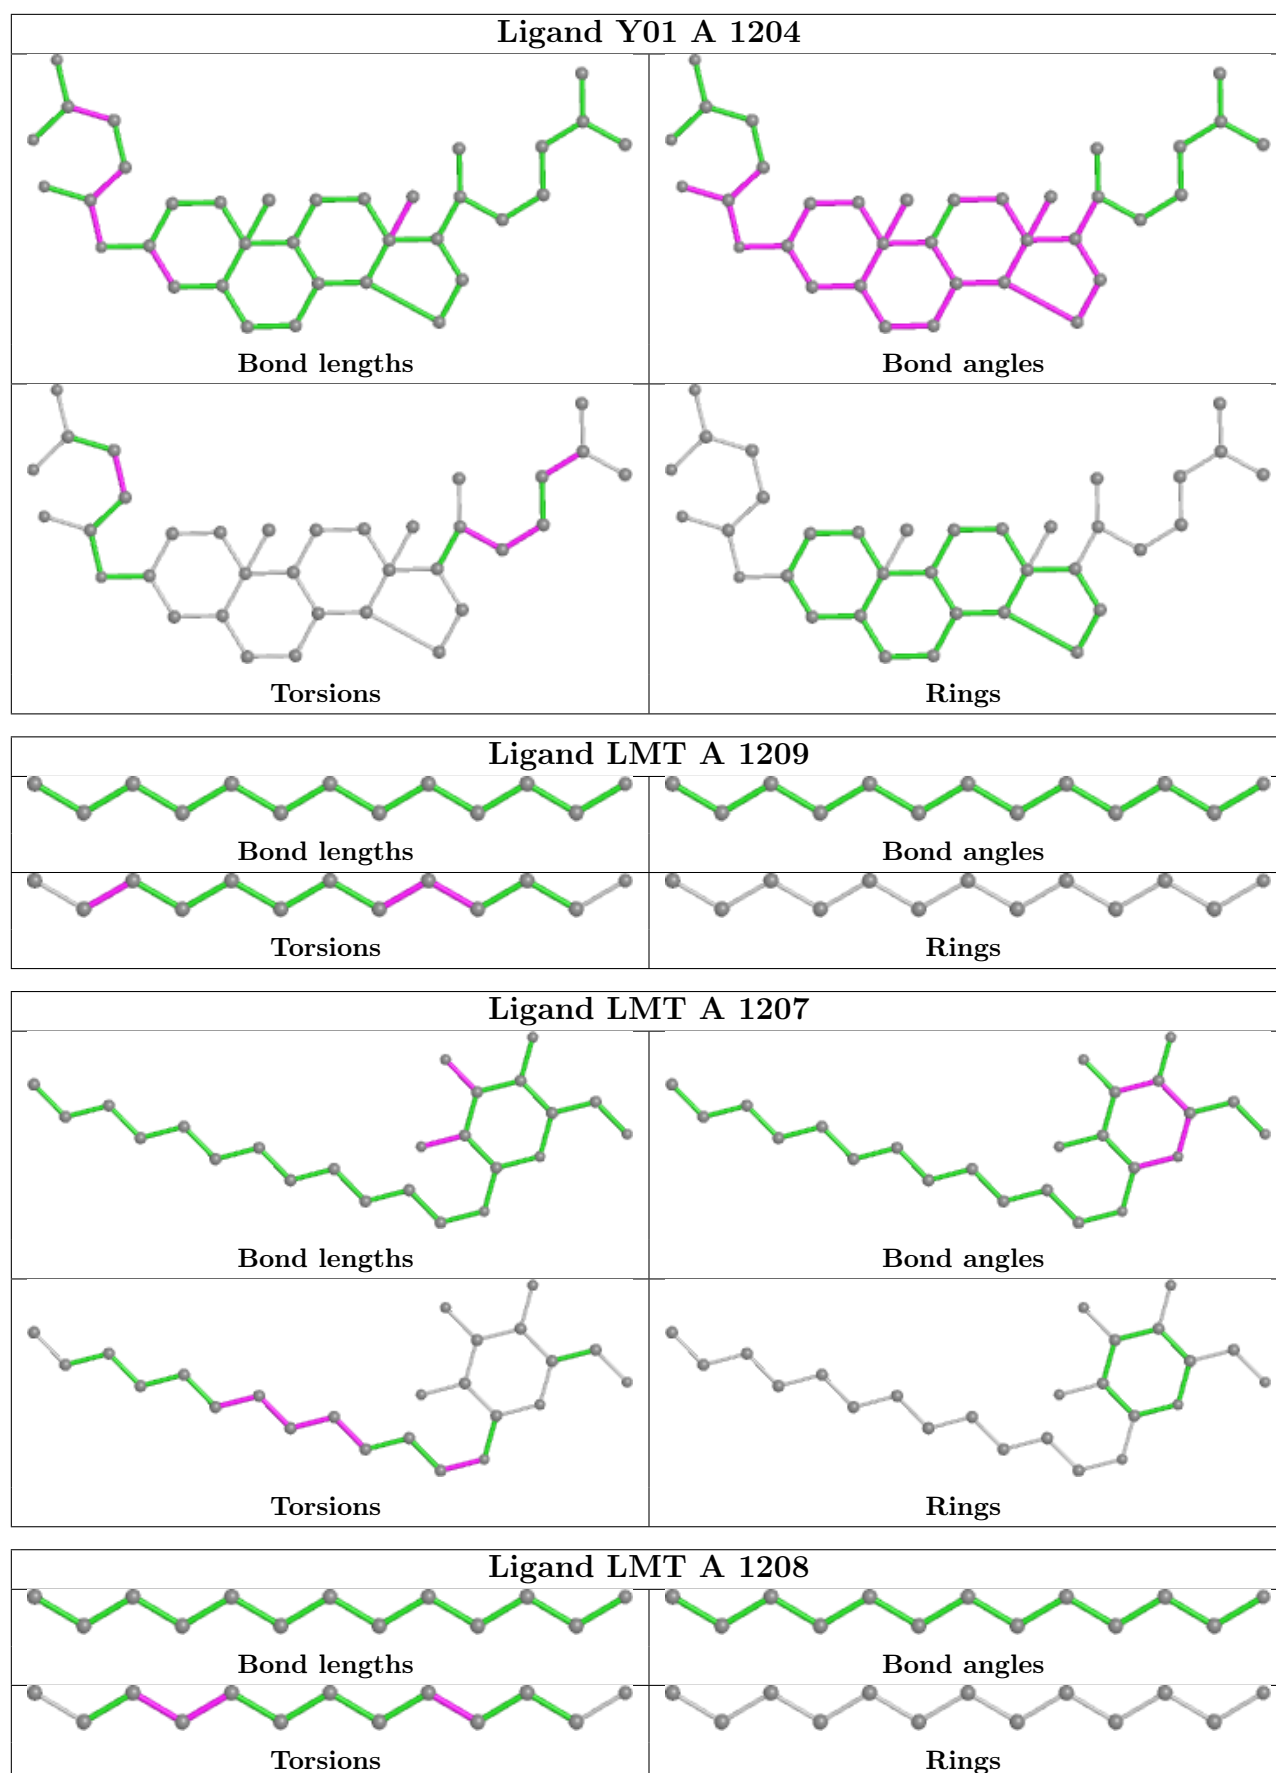 Ligand Y01 A 1204
Bond lengths
Bond angles
Torsions
Rings
Ligand LMT A 1209
Bond lengths
Bond angles
Torsions
Rings
Ligand LMT A 1207
Bond lengths
Bond angles
Torsions
Rings
Ligand LMT A 1208
Bond lengths
Bond angles
Torsions
Rings